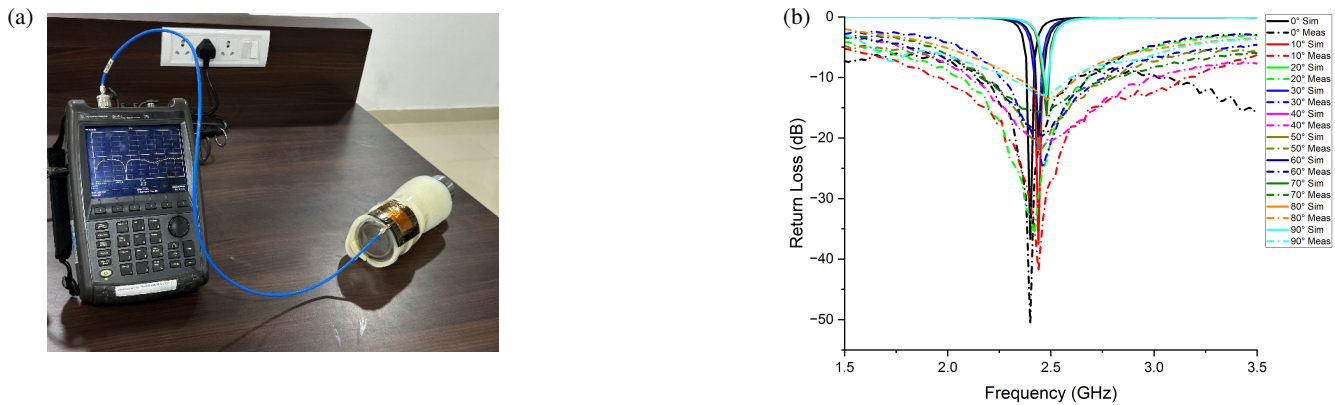 (a)
(b)
0
−10
−20
−30
−40
−50
Return Loss (dB)
1.5
2.0
2.5
3.0
3.5
Frequency (GHz)
0° Sim
0° Meas
10° Sim
10° Meas
20° Sim
20° Meas
30° Sim
30° Meas
40° Sim
40° Meas
50° Sim
50° Meas
60° Sim
60° Meas
70° Sim
70° Meas
80° Sim
80° Meas
90° Sim
90° Meas